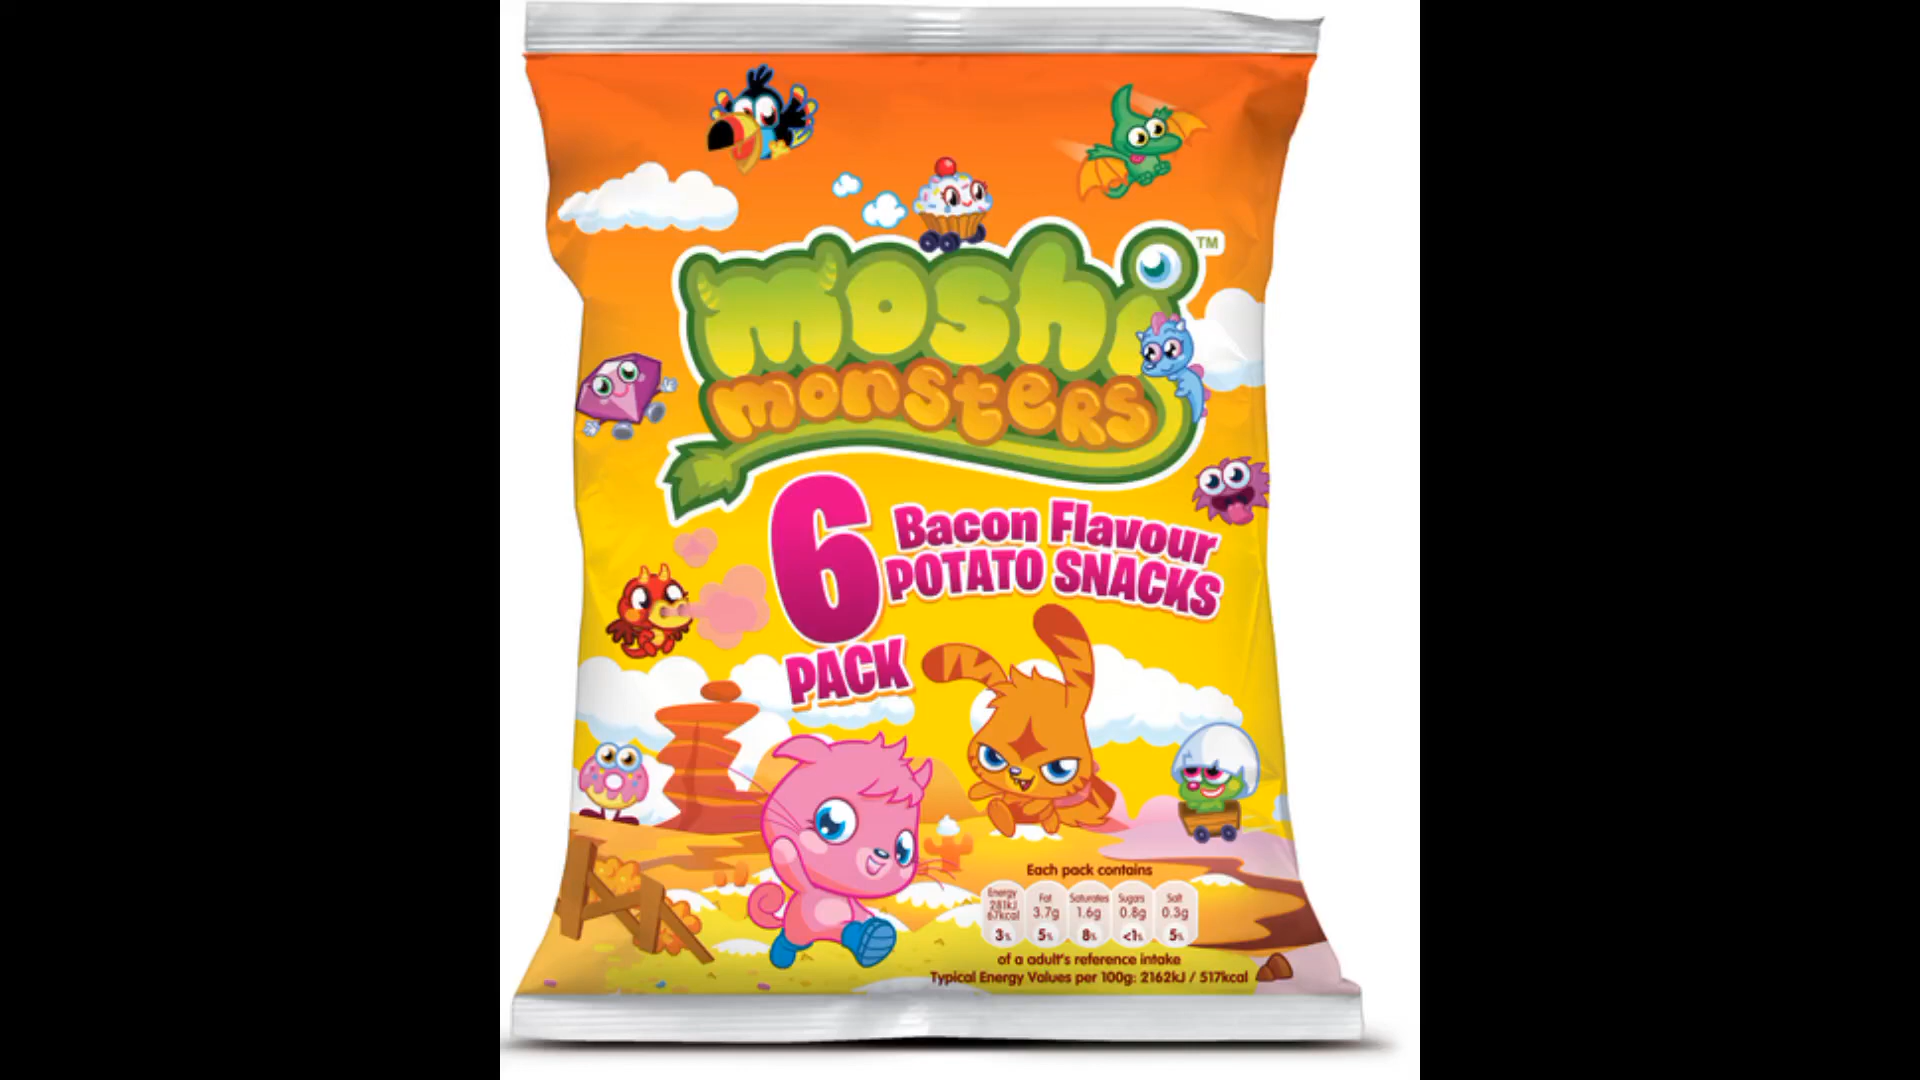 moshi
TM
monsters
6
Bacon Flavour
POTATO SNACKS
PACK
Each pack contains
Energy 281kJ 67kcal 3%
Fat 3.7g 5%
Saturates 1.6g 8%
Sugars 0.8g <1%
Salt 0.3g 5%
of a adult's reference intake
Typical Energy Values per 100g: 2162kJ / 517kcal